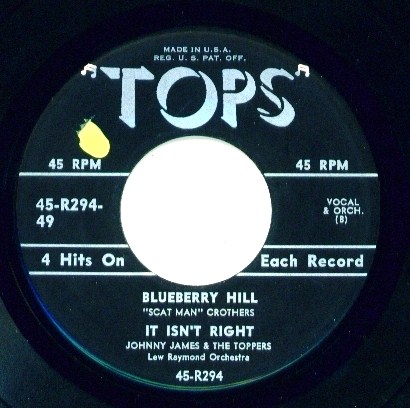 MADE IN U.S.A.
REG. U.S. PAT. OFF.
TOPS
45 RPM
45 RPM
45-R294-
49
VOCAL
& ORCH.
(B)
4 Hits On
Each Record
BLUEBERRY HILL
"SCAT MAN" CROTHERS
IT ISN'T RIGHT
JOHNNY JAMES & THE TOPPERS
Lew Raymond Orchestra
45-R294